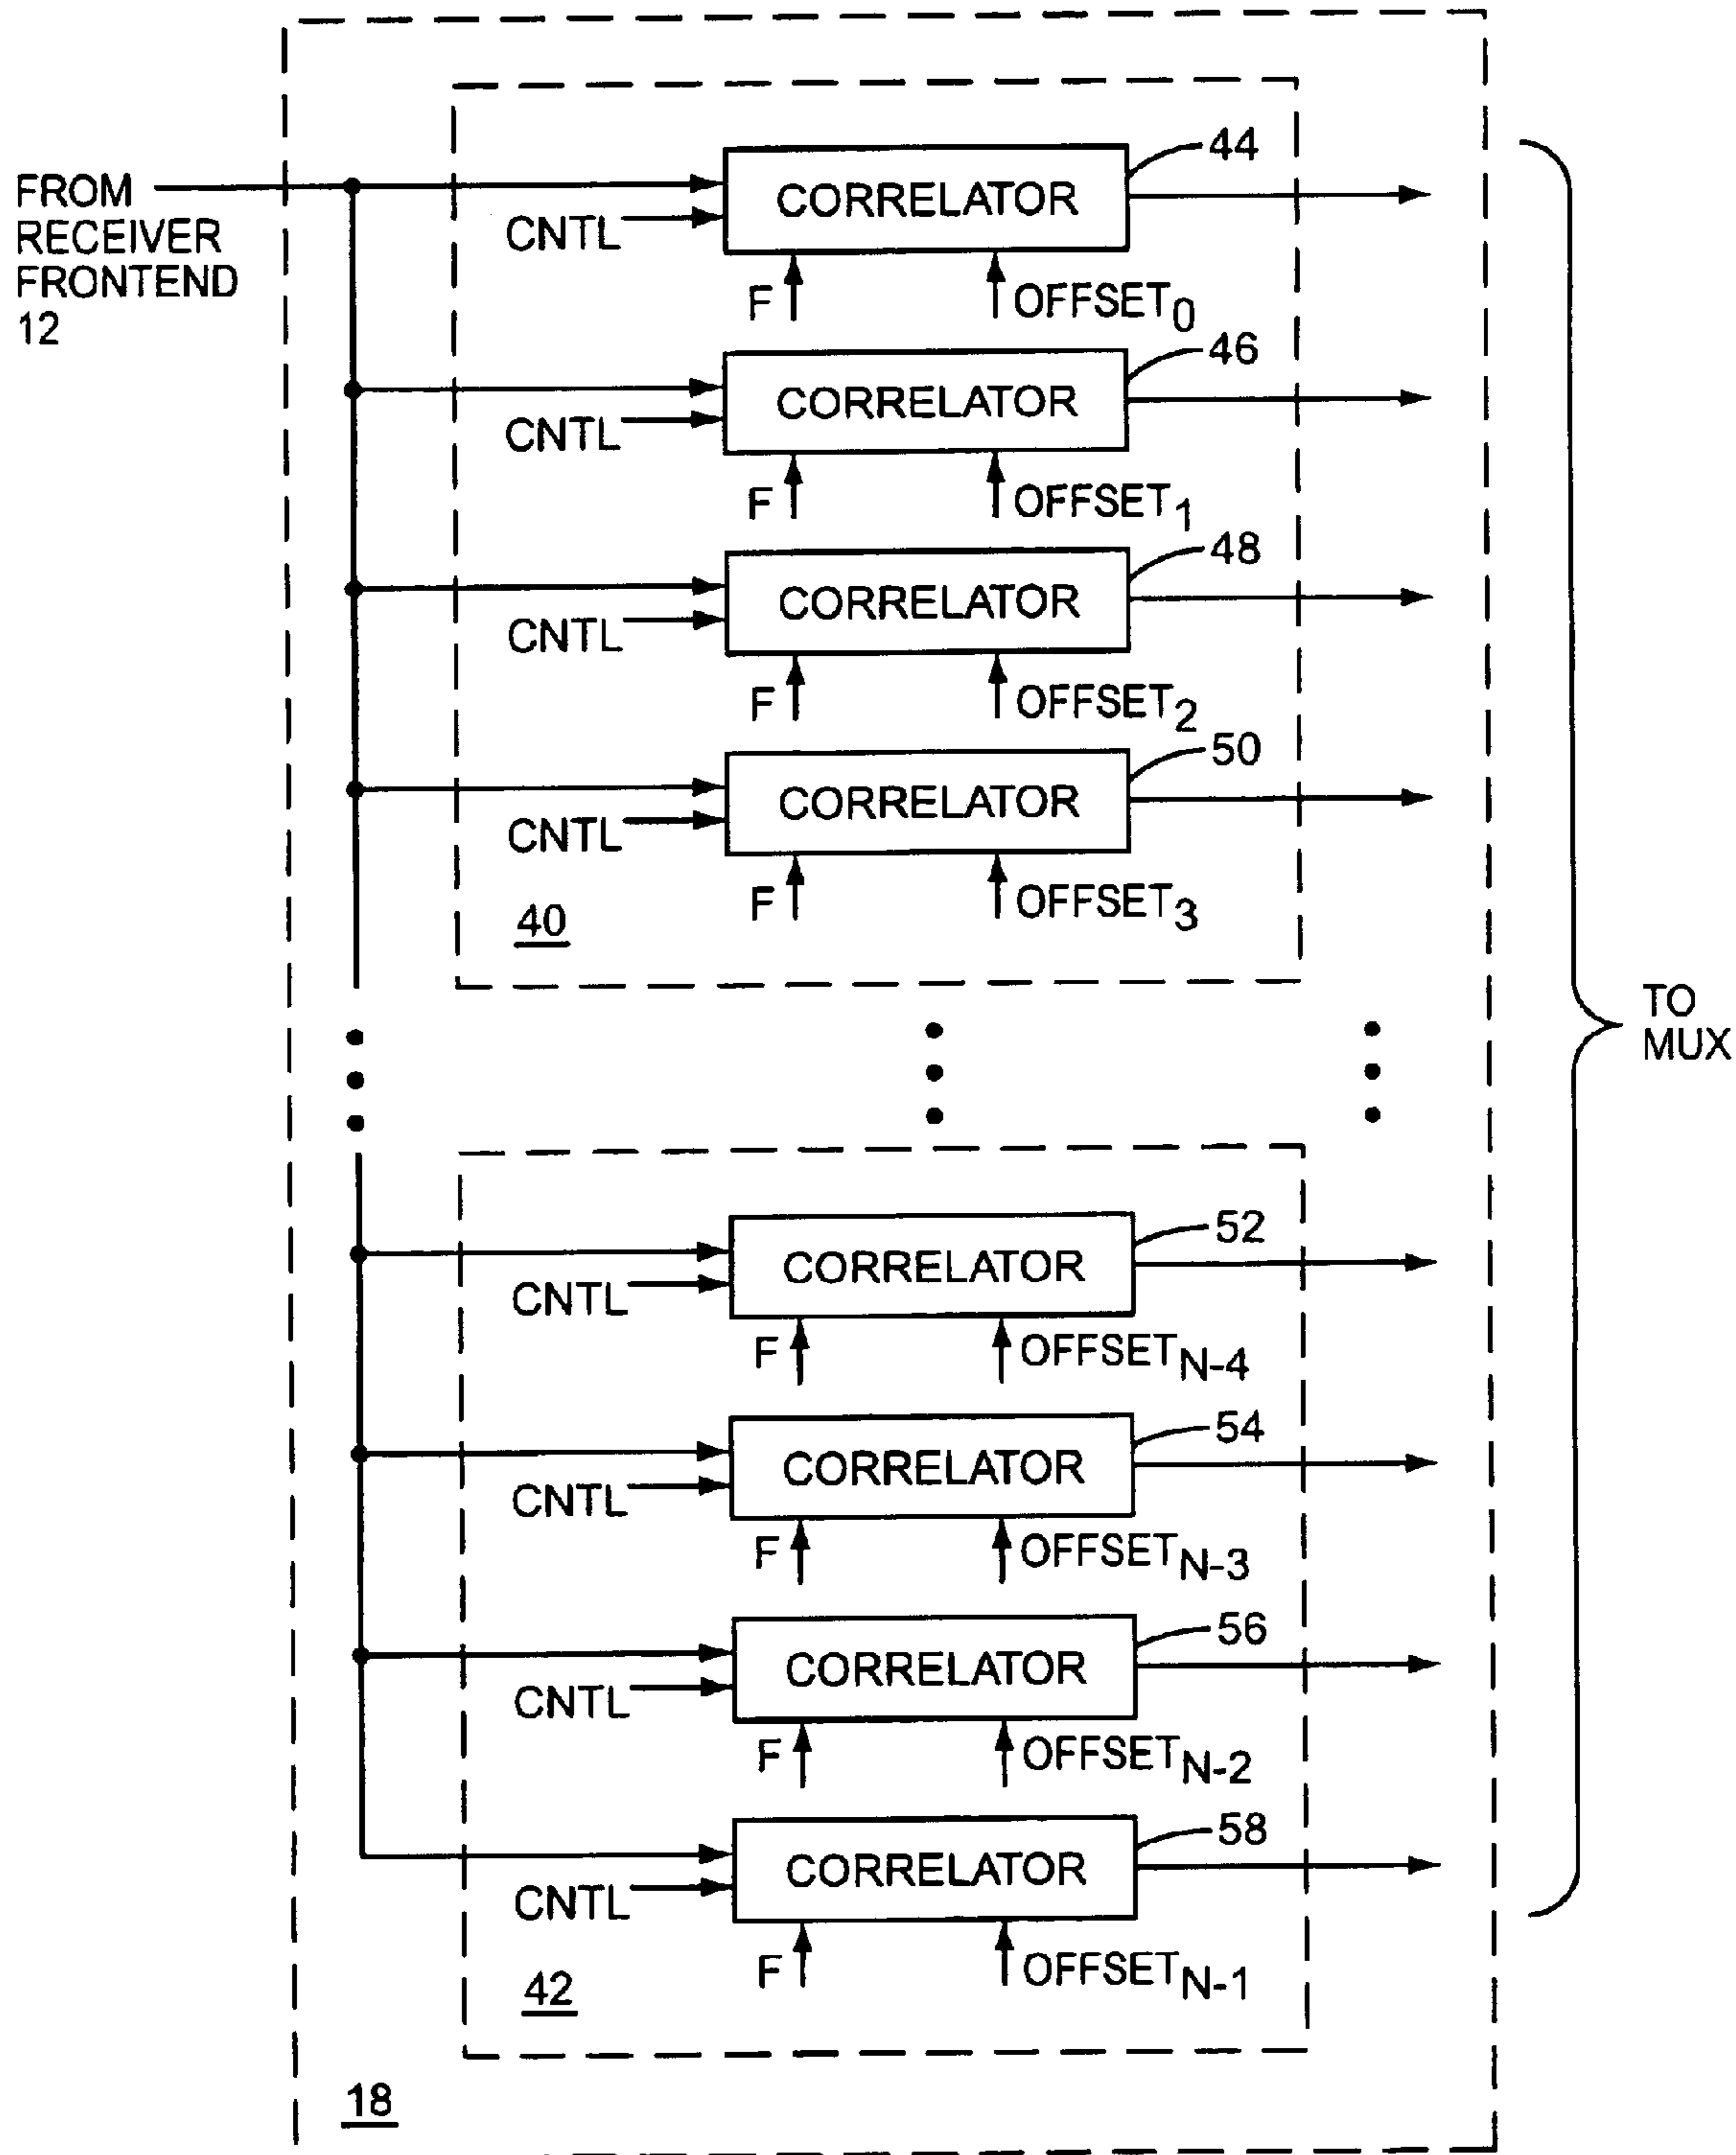 FROM
RECEIVER
FRONTEND
12
44
CORRELATOR
CNTL
F
OFFSET0
46
CORRELATOR
CNTL
F
OFFSET1
48
CORRELATOR
CNTL
F
OFFSET2
50
CORRELATOR
CNTL
F
OFFSET3
40
TO
MUX
52
CORRELATOR
CNTL
F
OFFSETN-4
54
CORRELATOR
CNTL
F
OFFSETN-3
56
CORRELATOR
CNTL
F
OFFSETN-2
58
CORRELATOR
CNTL
F
OFFSETN-1
42
18